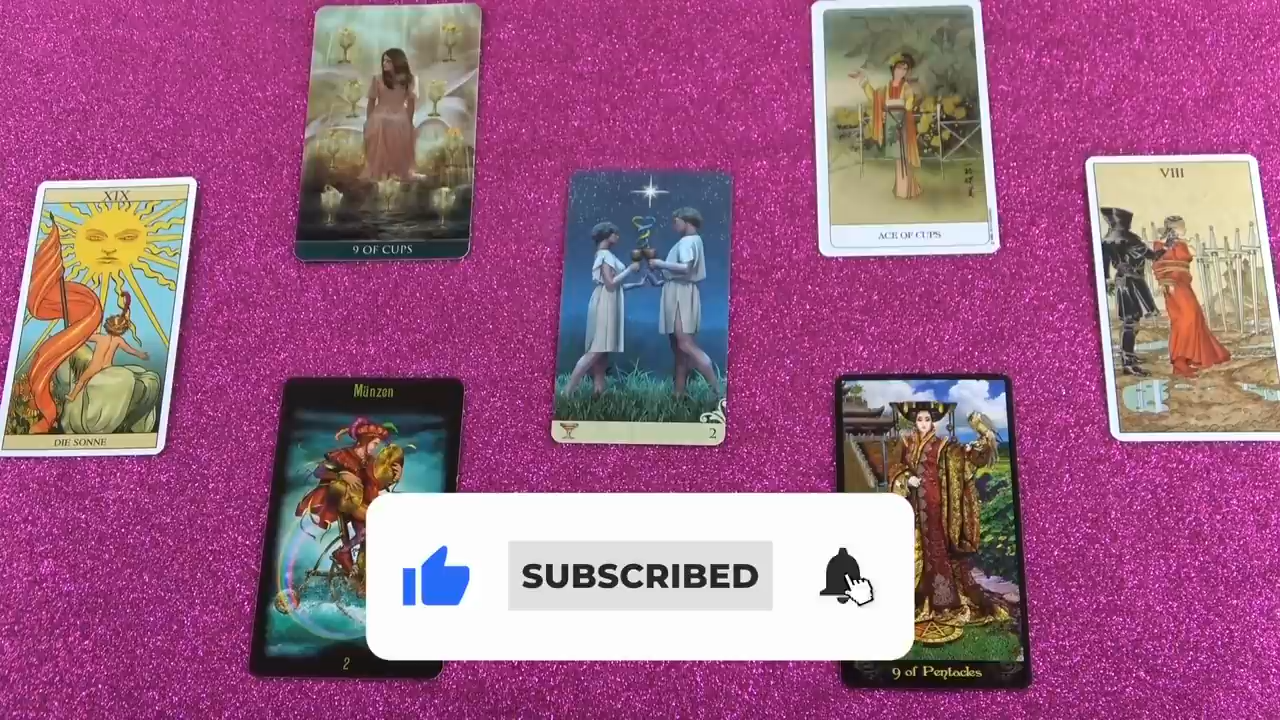 9 OF CUPS
ACE OF CUPS
XIX
DIE SONNE
VIII
2
Münzen
2
SUBSCRIBED
9 of Pentacles